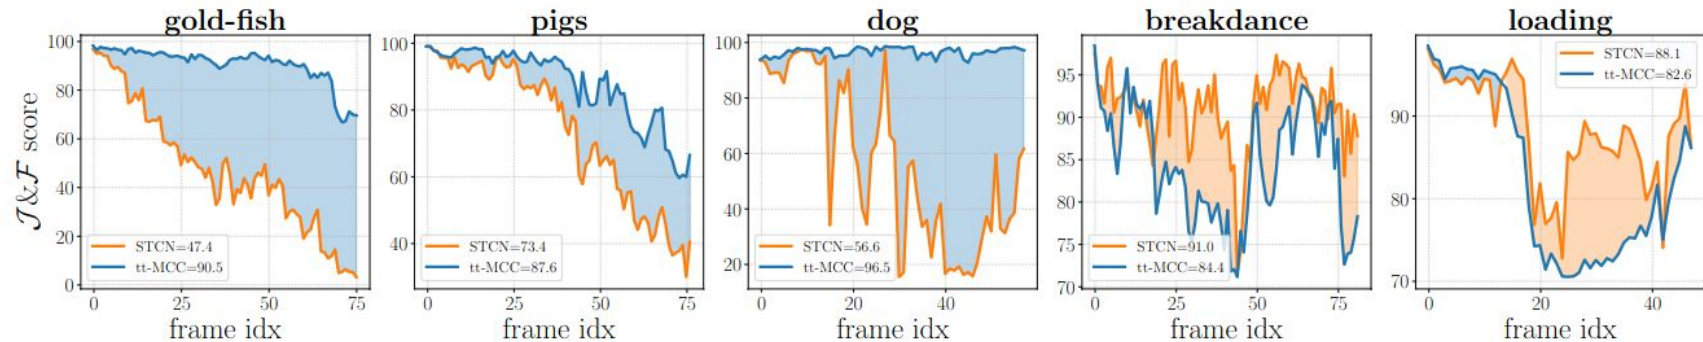 gold-fish
pigs
dog
breakdance
loading
J&F score
100
80
60
40
20
0
STCN=47.4
tt-MCC=90.5
0
25
50
75
frame idx
100
80
60
40
STCN=73.4
tt-MCC=87.6
0
25
50
75
frame idx
100
80
60
40
20
STCN=56.6
tt-MCC=96.5
0
20
40
frame idx
95
90
85
80
75
70
STCN=91.0
tt-MCC=84.4
0
25
50
75
frame idx
90
80
70
STCN=88.1
tt-MCC=82.6
0
20
40
frame idx